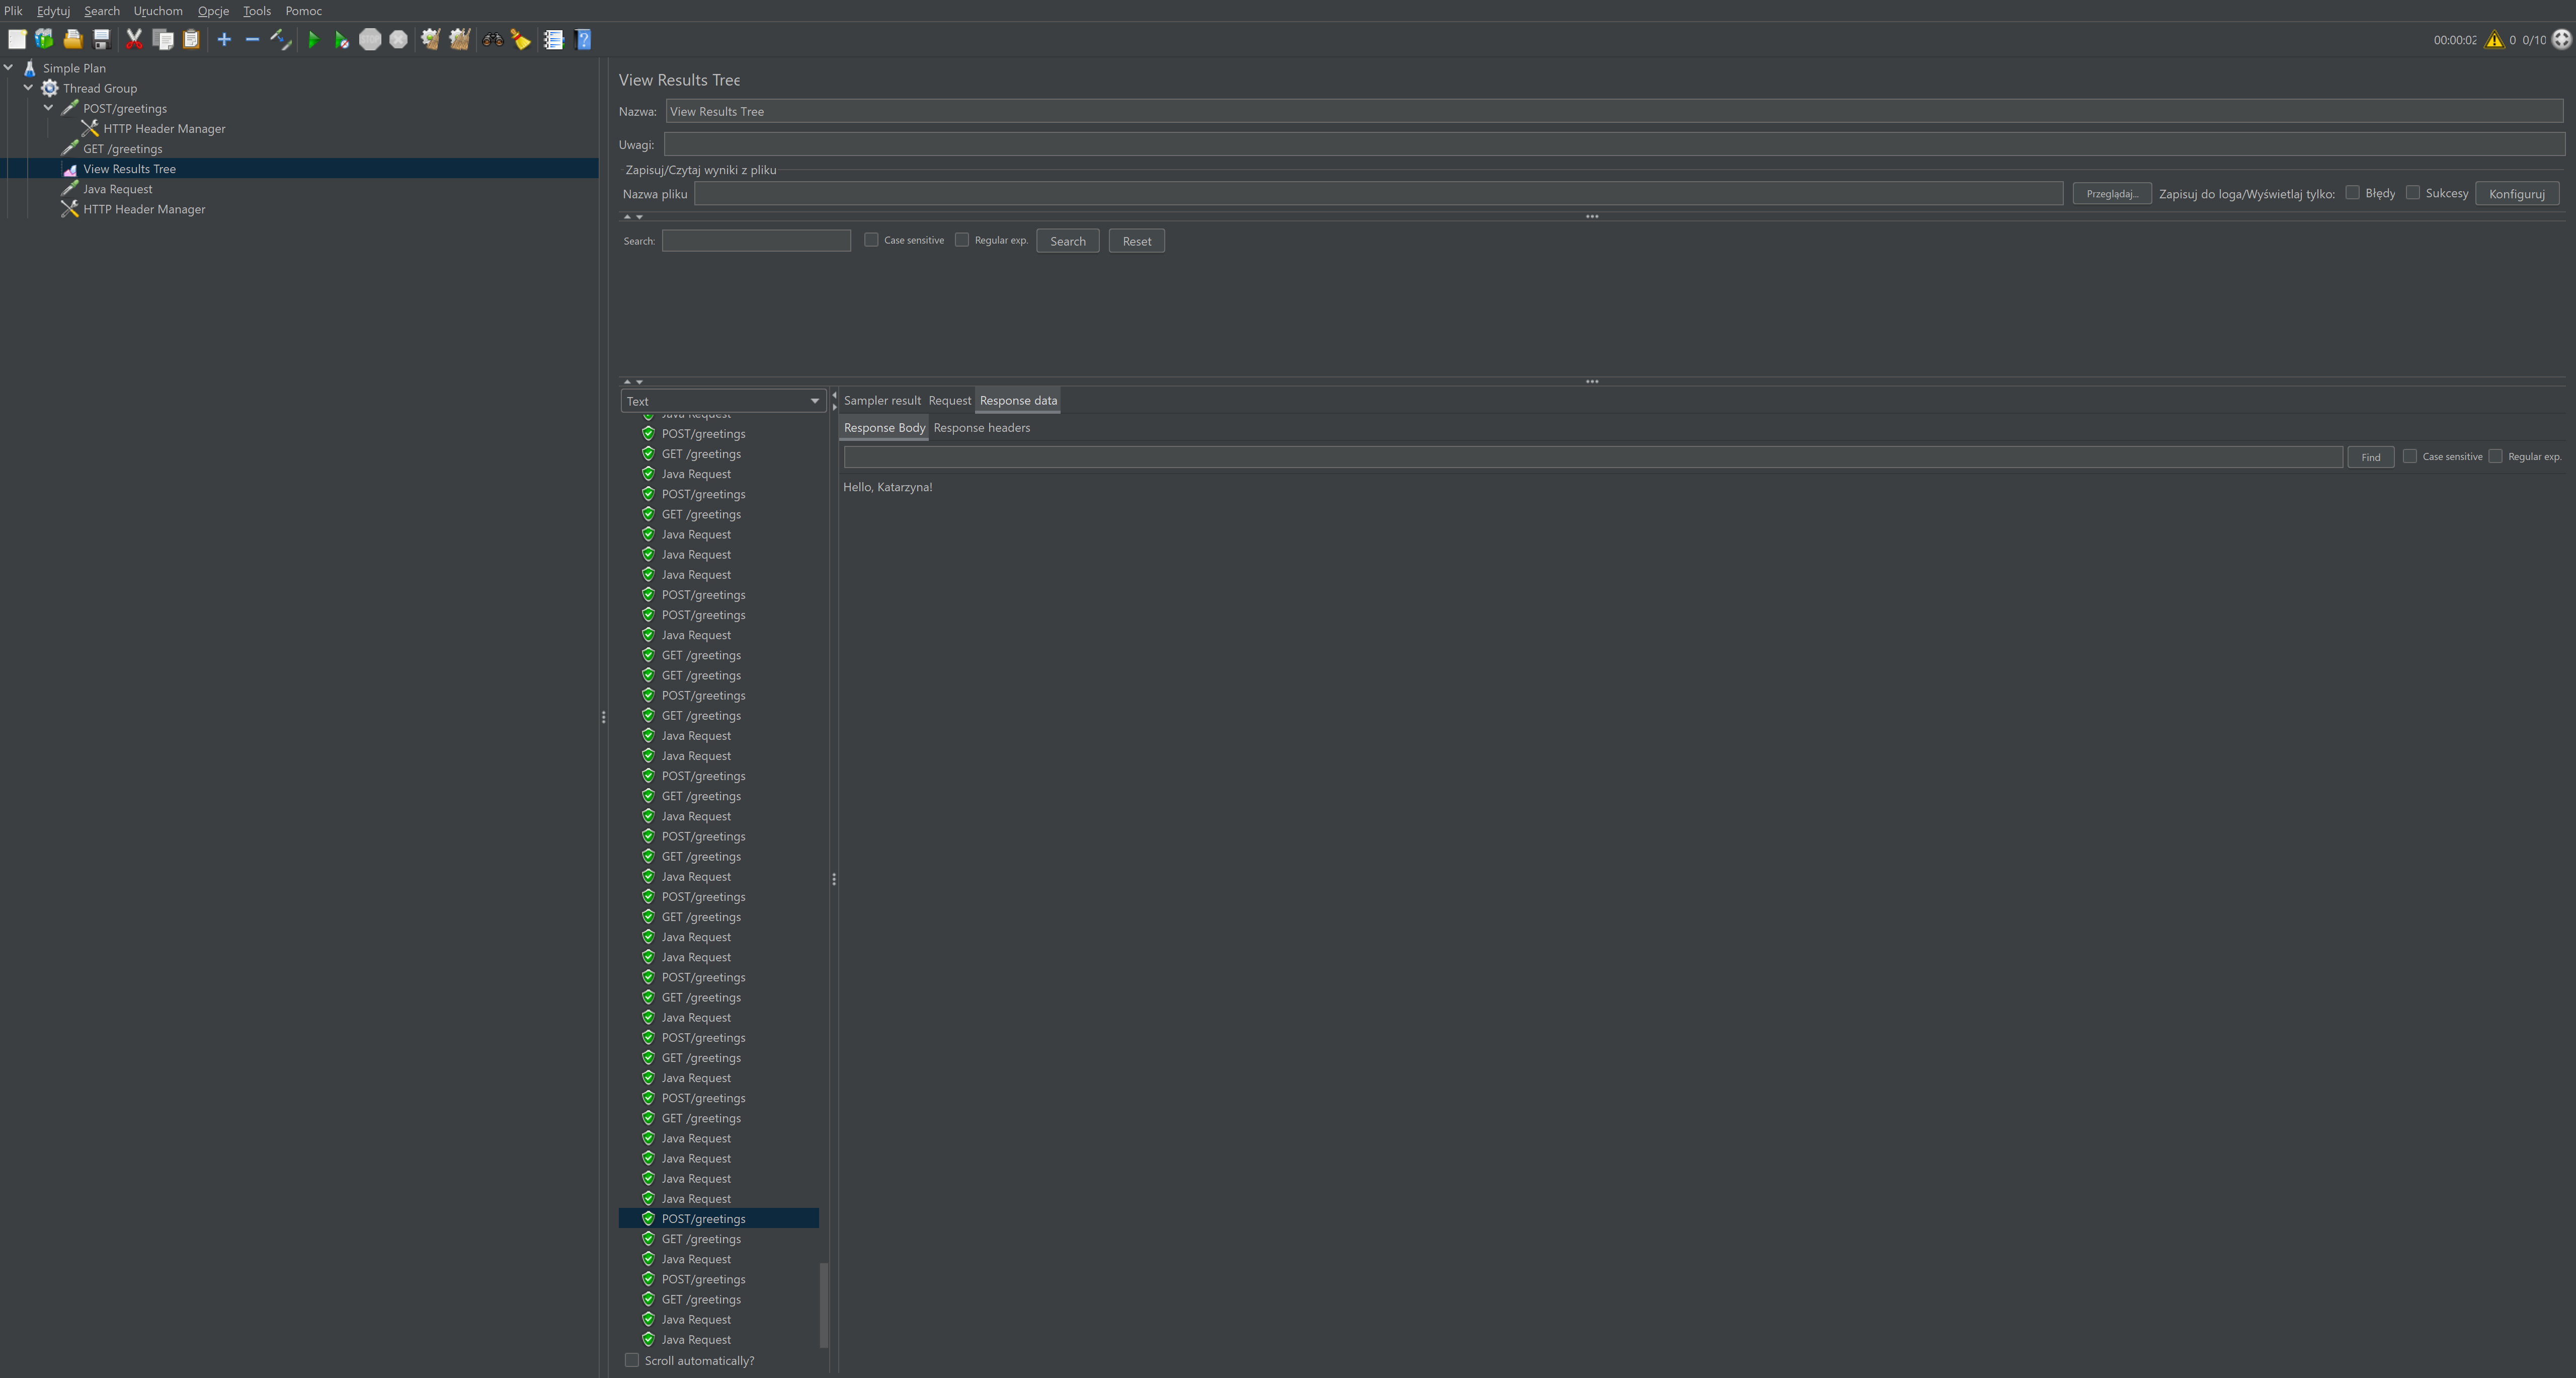 Plik Edytuj Search Uruchom Opcje Tools Pomoc
00:00:02 0 0/10
Simple Plan
Thread Group
POST/greetings
HTTP Header Manager
GET /greetings
View Results Tree
Java Request
HTTP Header Manager
View Results Tree
Nazwa: View Results Tree
Uwagi:
Zapisuj/Czytaj wyniki z pliku
Nazwa pliku Przeglądaj... Zapisuj do loga/Wyświetlaj tylko: Błędy Sukcesy Konfiguruj
Search: Case sensitive Regular exp. Search Reset
Text
Sampler result Request Response data
Response Body Response headers
Find Case sensitive Regular exp.
Hello, Katarzyna!
Java Request
POST/greetings
GET /greetings
Java Request
POST/greetings
GET /greetings
Java Request
Java Request
Java Request
POST/greetings
POST/greetings
Java Request
GET /greetings
GET /greetings
POST/greetings
GET /greetings
Java Request
Java Request
POST/greetings
GET /greetings
Java Request
POST/greetings
GET /greetings
Java Request
POST/greetings
GET /greetings
Java Request
Java Request
POST/greetings
GET /greetings
Java Request
POST/greetings
GET /greetings
Java Request
POST/greetings
GET /greetings
Java Request
Java Request
Java Request
Java Request
POST/greetings
GET /greetings
Java Request
POST/greetings
GET /greetings
Java Request
Java Request
Scroll automatically?